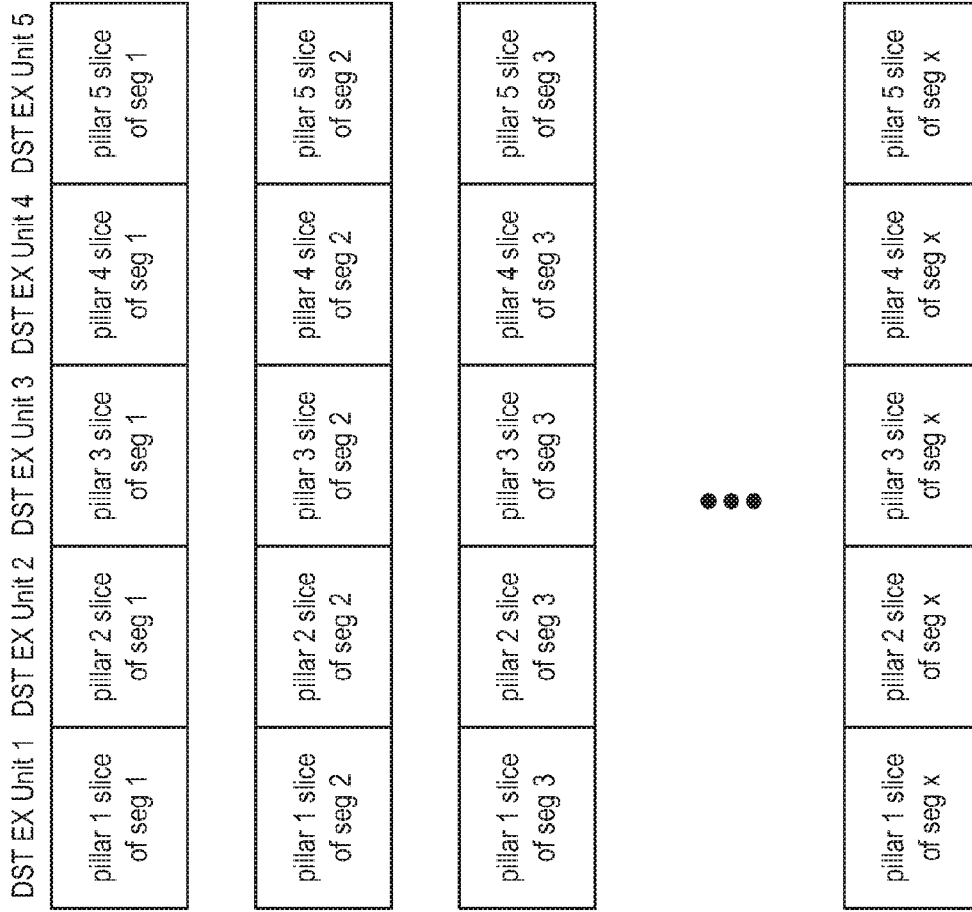 DST EX Unit 1 DST EX Unit 2 DST EX Unit 3 DST EX Unit 4 DST EX Unit 5
pillar 1 slice
of seg 1
pillar 2 slice
of seg 1
pillar 3 slice
of seg 1
pillar 4 slice
of seg 1
pillar 5 slice
of seg 1
pillar 1 slice
of seg 2
pillar 2 slice
of seg 2
pillar 3 slice
of seg 2
pillar 4 slice
of seg 2
pillar 5 slice
of seg 2
pillar 1 slice
of seg 3
pillar 2 slice
of seg 3
pillar 3 slice
of seg 3
pillar 4 slice
of seg 3
pillar 5 slice
of seg 3
pillar 1 slice
of seg x
pillar 2 slice
of seg x
pillar 3 slice
of seg x
pillar 4 slice
of seg x
pillar 5 slice
of seg x